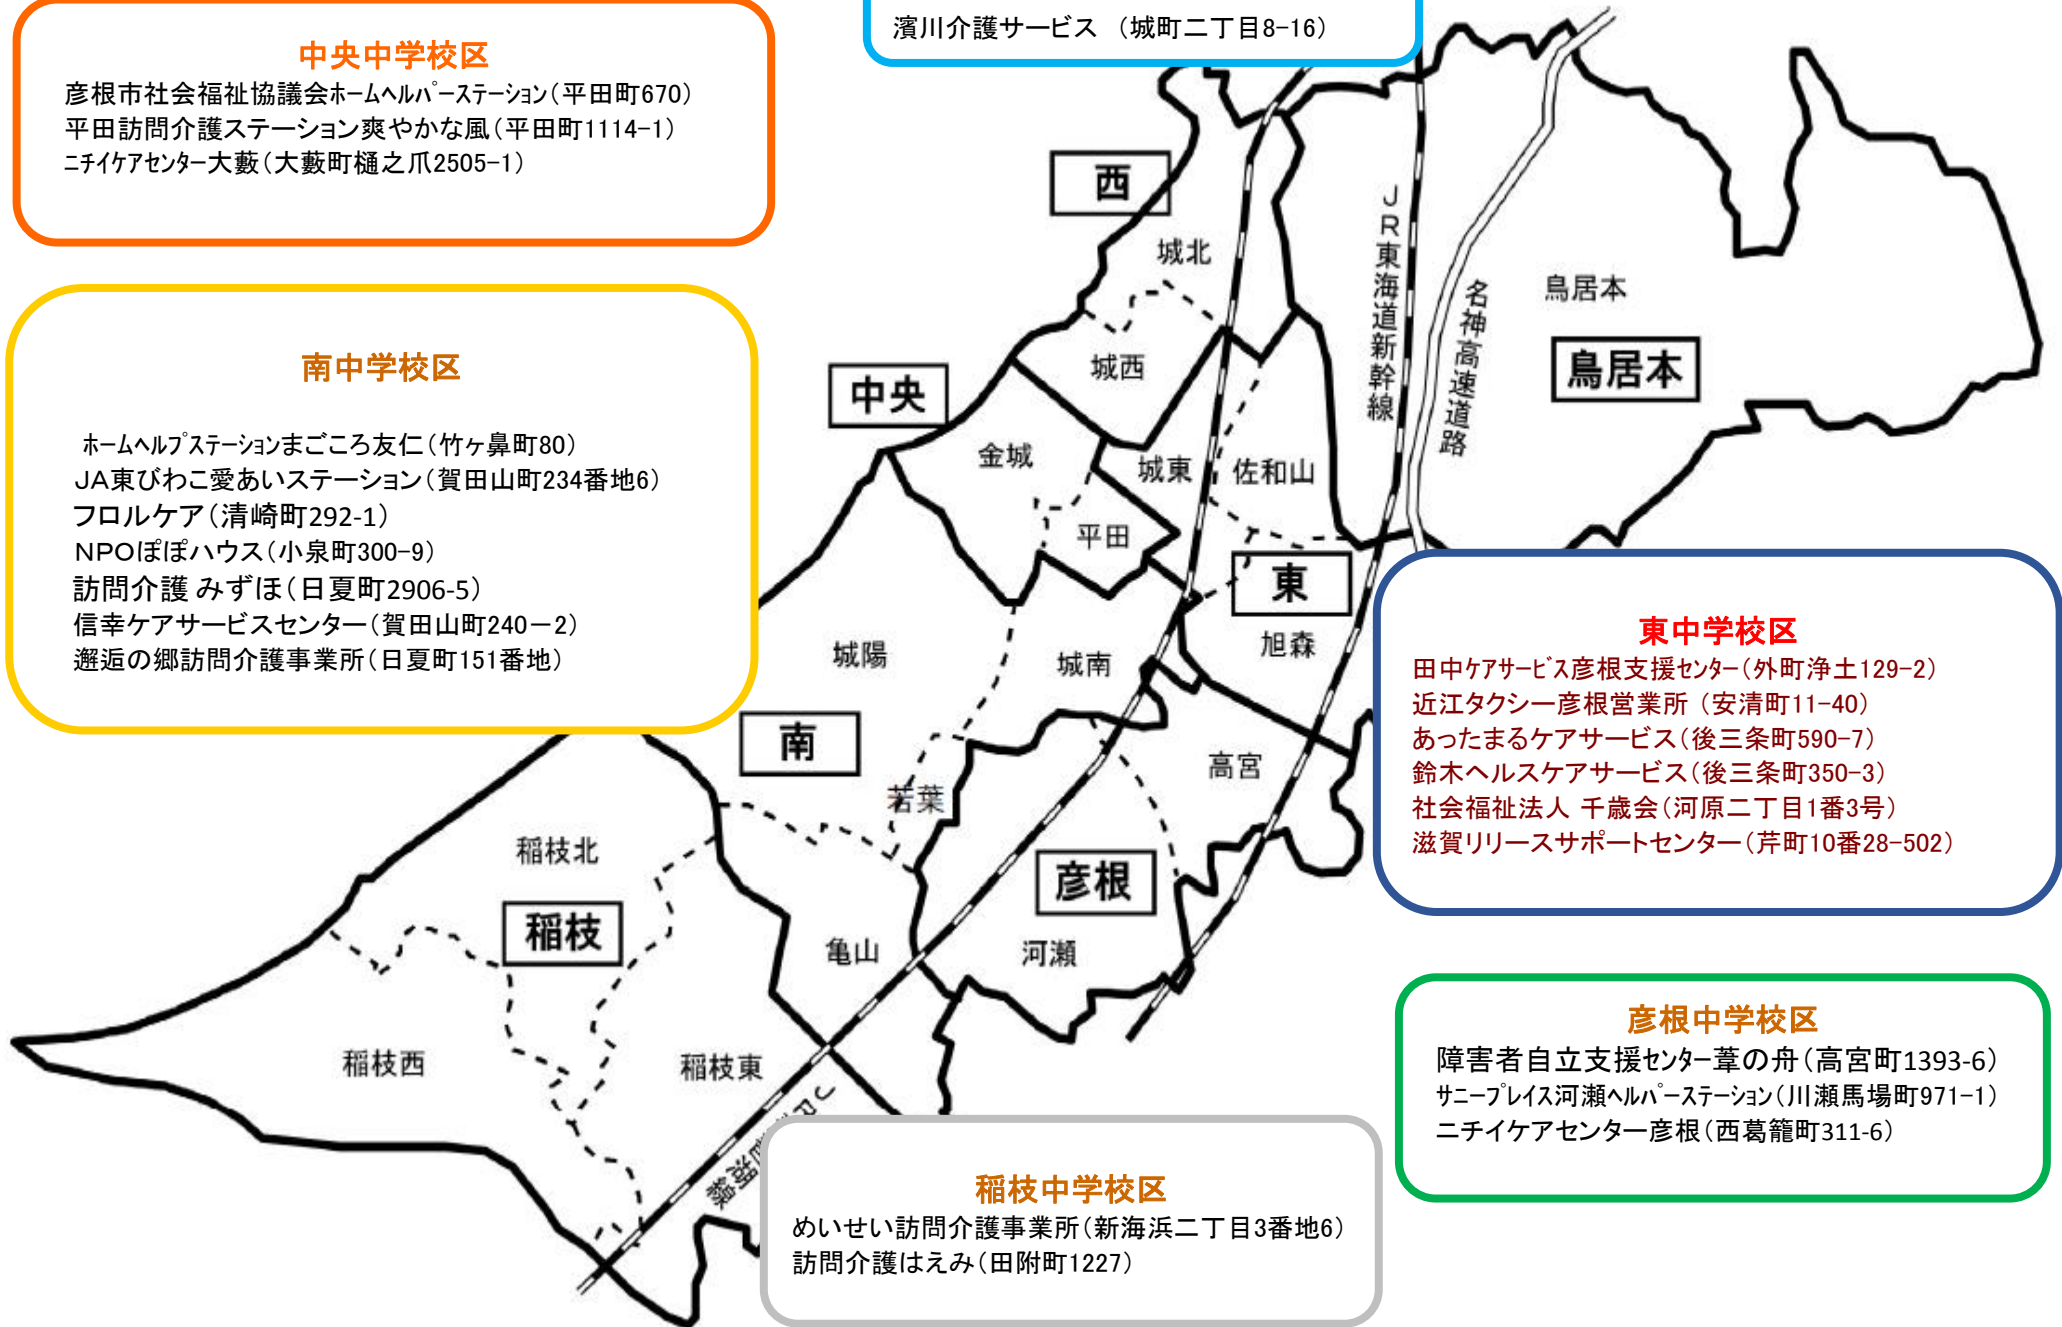 中央中学校区
彦根市社会福祉協議会ホームヘルパーステーション(平田町670)
平田訪問介護ステーション爽やかな風(平田町1114-1)
ニチイケアセンター大藪(大藪町樋之爪2505-1)
濱川介護サービス (城町二丁目8-16)
南中学校区
ホームヘルプステーションまごころ友仁(竹ヶ鼻町80)
JA東びわこ愛あいステーション(賀田山町234番地6)
フロルケア(清崎町292-1)
NPOぽぽハウス(小泉町300-9)
訪問介護 みずほ(日夏町2906-5)
信幸ケアサービスセンター(賀田山町240-2)
邂逅の郷訪問介護事業所(日夏町151番地)
西
城北
城西
中央
金城
平田
城東
佐和山
JR東海道新幹線
名神高速道路
鳥居本
鳥居本
東
旭森
城陽
城南
南
若葉
高宮
彦根
河瀬
亀山
稲枝北
稲枝
稲枝西
稲枝東
東中学校区
田中ケアサービス彦根支援センター(外町浄土129-2)
近江タクシー彦根営業所 (安清町11-40)
あったまるケアサービス(後三条町590-7)
鈴木ヘルスケアサービス(後三条町350-3)
社会福祉法人 千歳会(河原二丁目1番3号)
滋賀リリースサポートセンター(芹町10番28-502)
彦根中学校区
障害者自立支援センター葦の舟(高宮町1393-6)
サニープレイス河瀬ヘルパーステーション(川瀬馬場町971-1)
ニチイケアセンター彦根(西葛籠町311-6)
稲枝中学校区
めいせい訪問介護事業所(新海浜二丁目3番地6)
訪問介護はえみ(田附町1227)